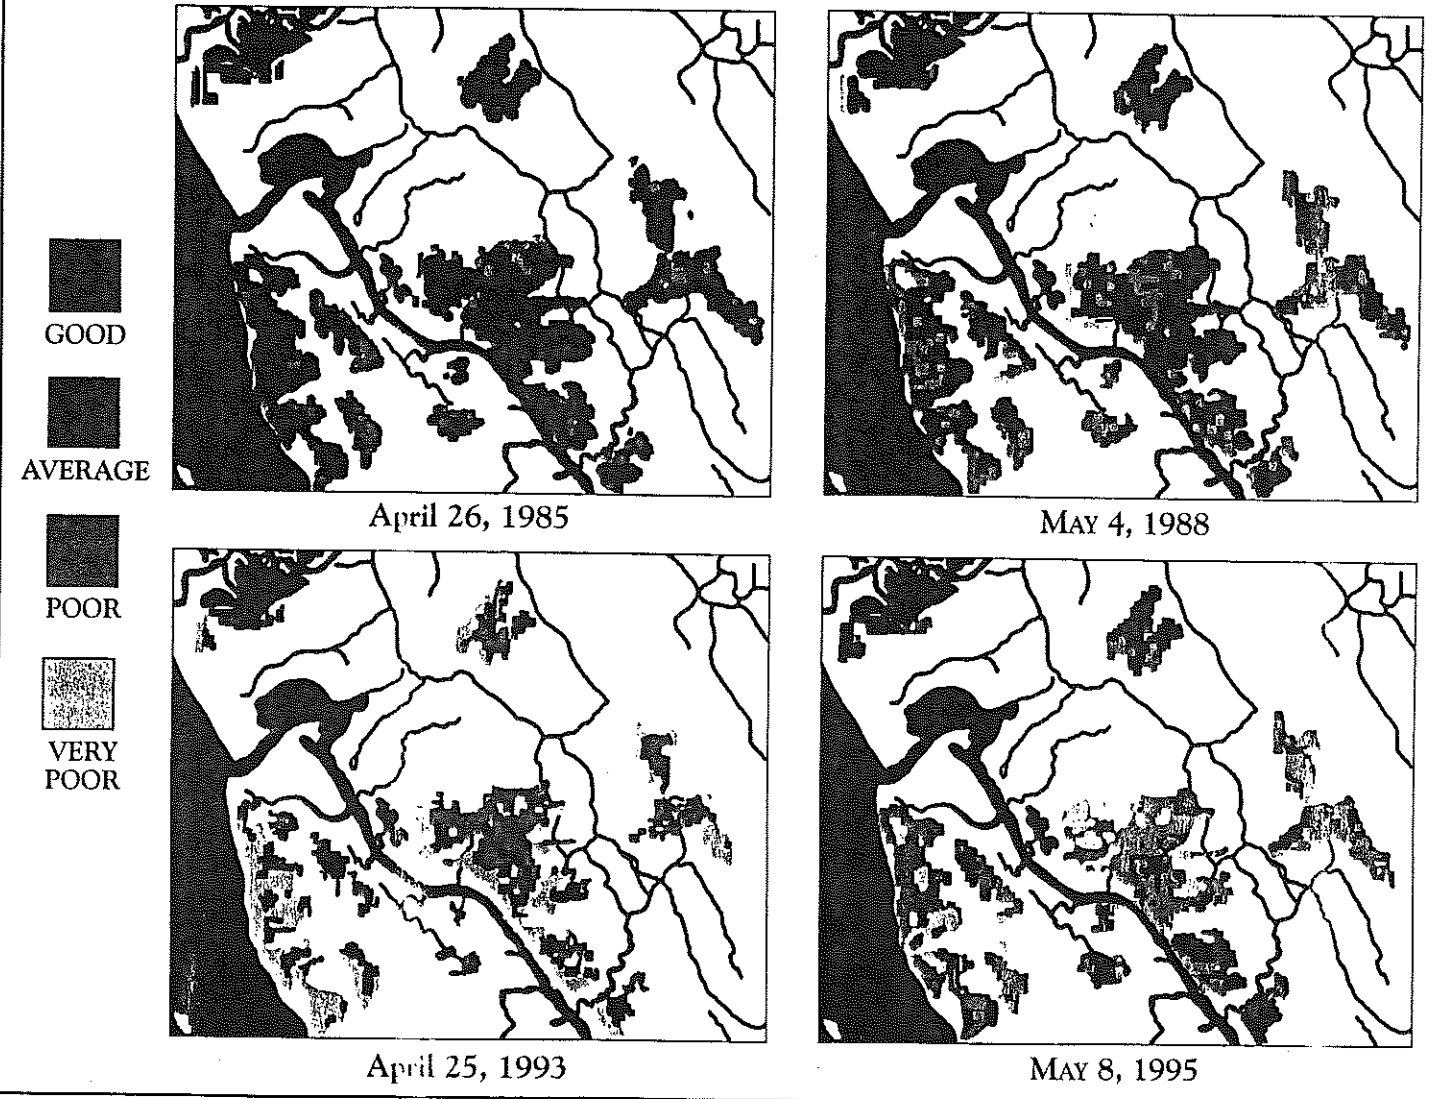 GOOD
AVERAGE
POOR
VERY
POOR
April 26, 1985
MAY 4, 1988
April 25, 1993
MAY 8, 1995